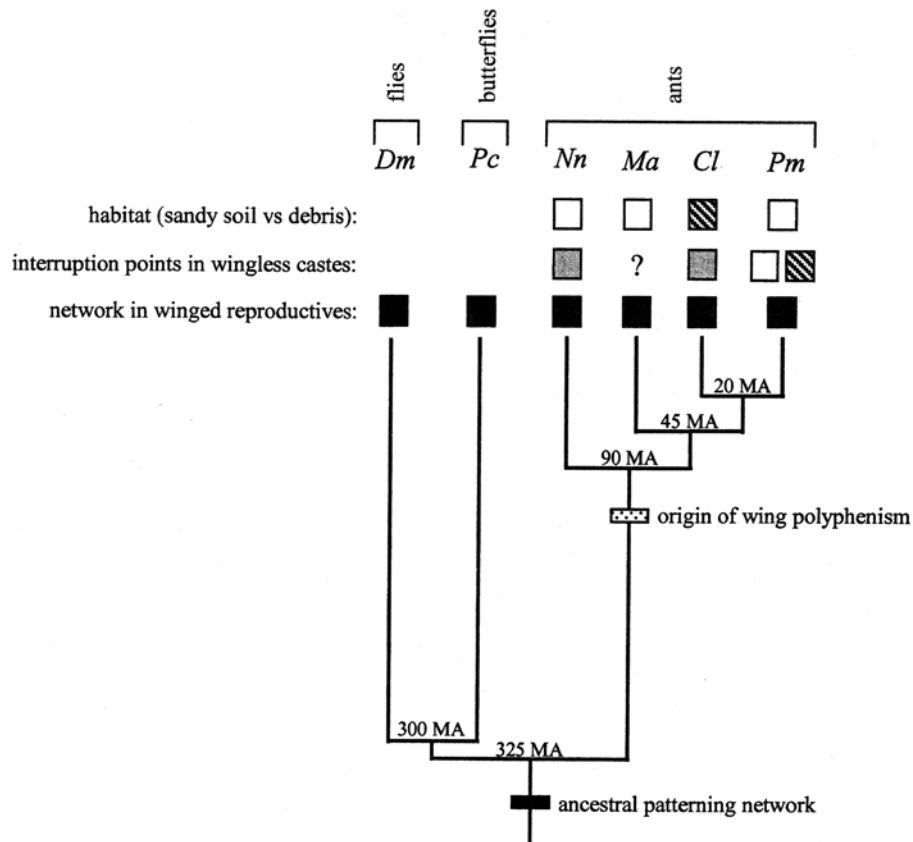 flies
butterflies
ants
Dm Pc Nn Ma Cl Pm
habitat (sandy soil vs debris):
interruption points in wingless castes: ?
network in winged reproductives:
20 MA
45 MA
90 MA
origin of wing polyphenism
300 MA
325 MA
ancestral patterning network